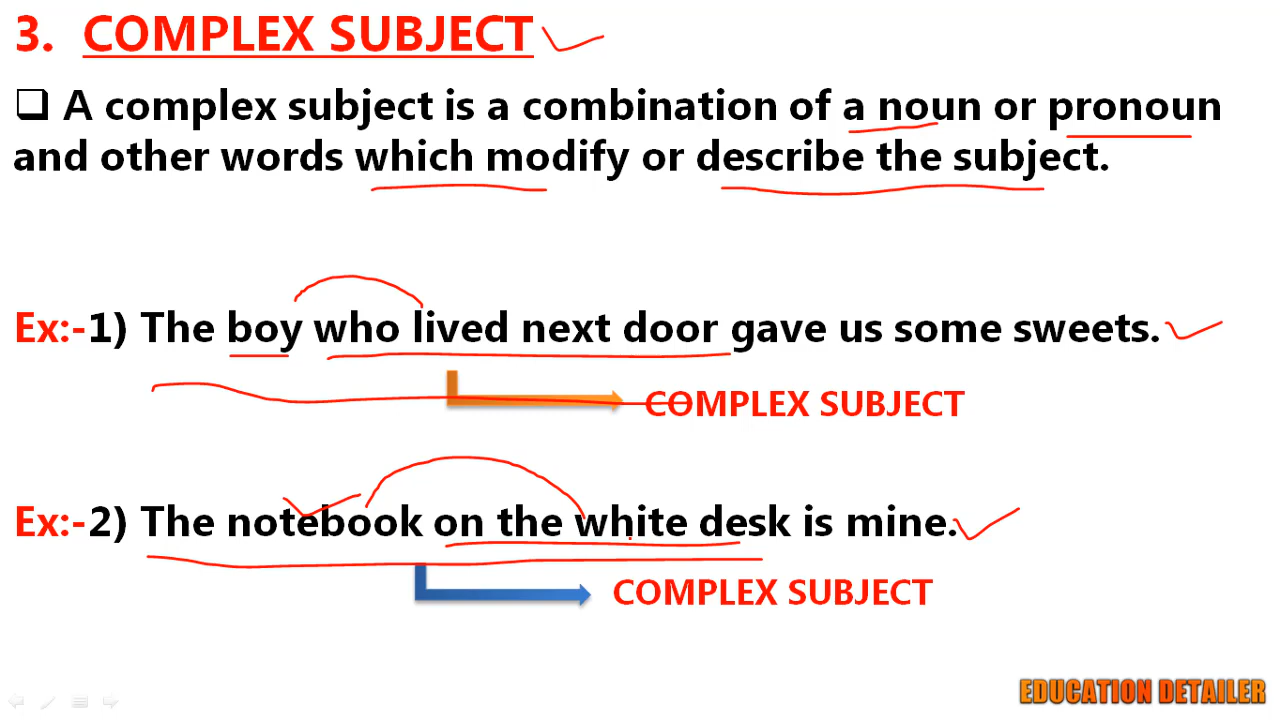 3. COMPLEX SUBJECT
❑ A complex subject is a combination of a noun or pronoun
and other words which modify or describe the subject.
Ex:-1) The boy who lived next door gave us some sweets.
COMPLEX SUBJECT
Ex:-2) The notebook on the white desk is mine.
COMPLEX SUBJECT
EDUCATION DETAILER